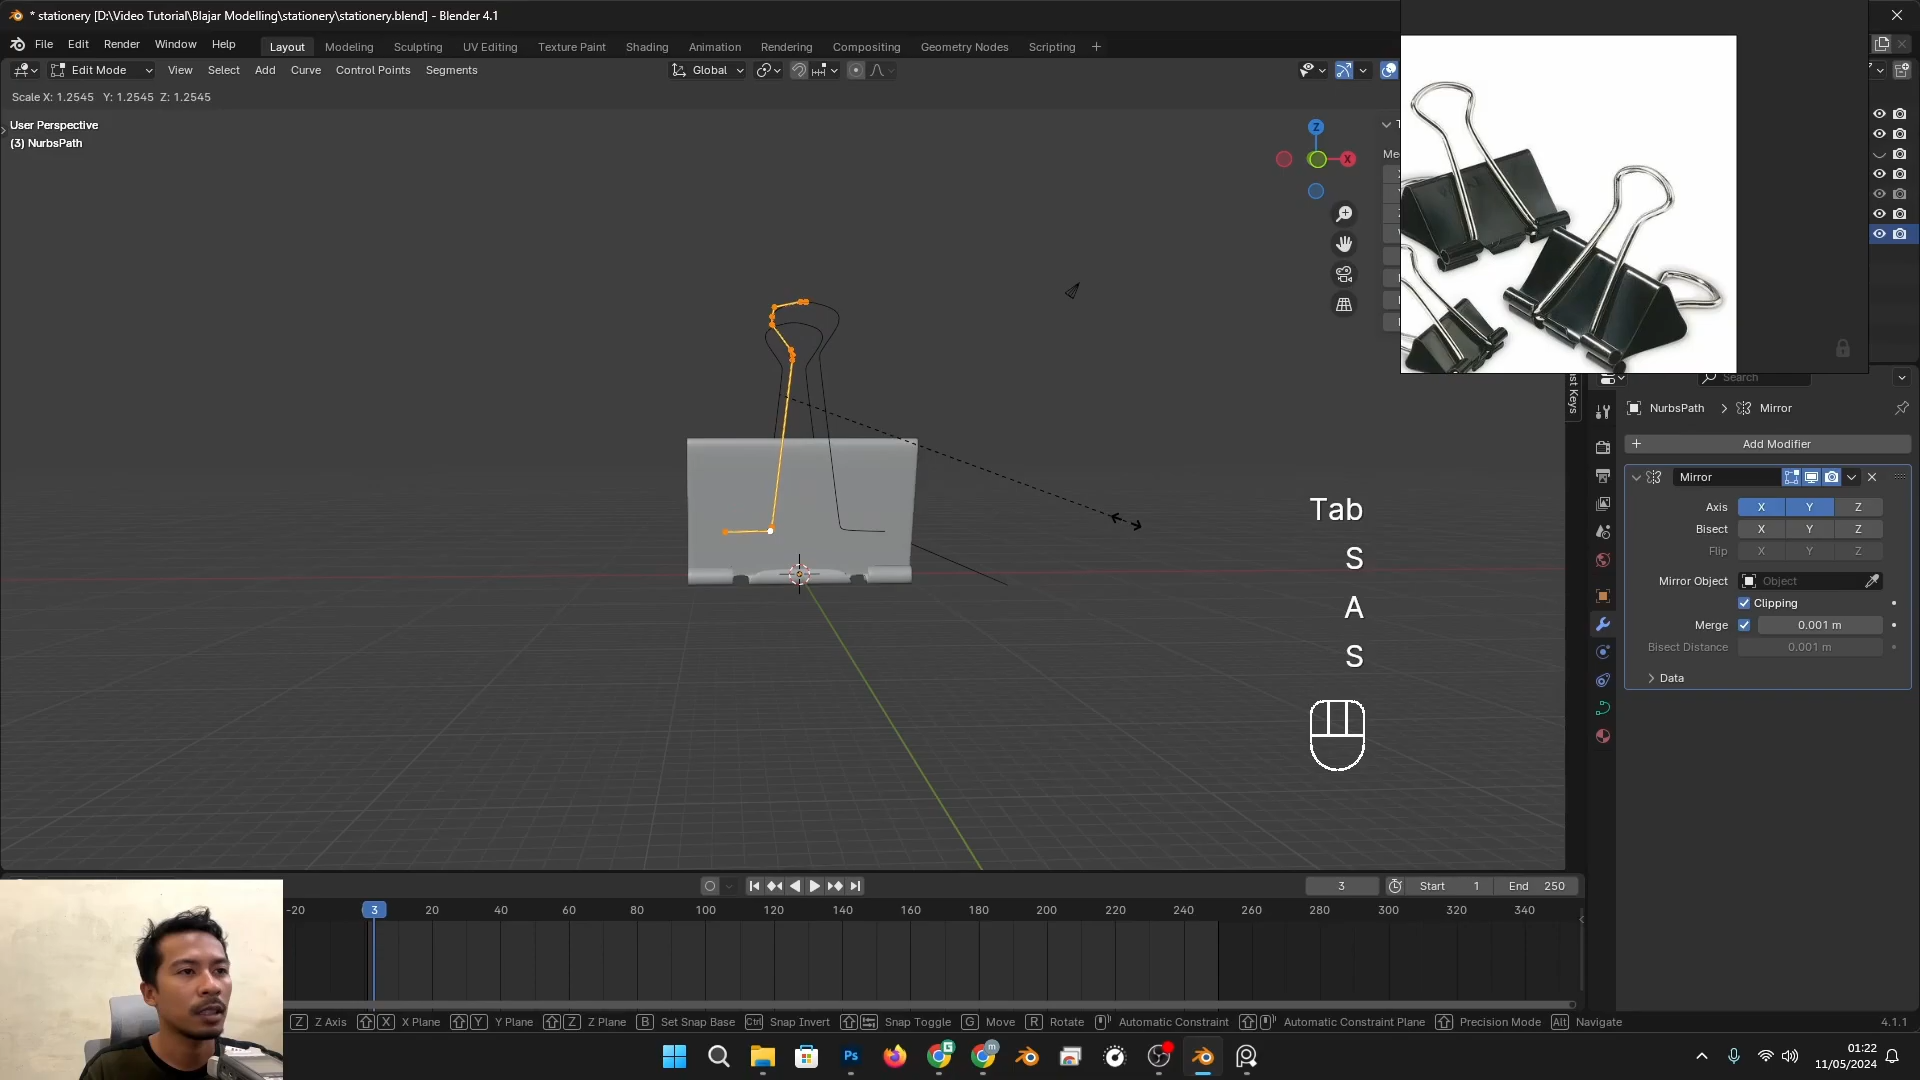 * stationery [D:\Video Tutorial\Blajar Modelling\stationery\stationery.blend] - Blender 4.1
File Edit Render Window Help
Layout Modeling Sculpting UV Editing Texture Paint Shading Animation Rendering Compositing Geometry Nodes Scripting +
Edit Mode View Select Add Curve Control Points Segments
Global
Scale X: 1.2545 Y: 1.2545 Z: 1.2545
User Perspective
(3) NurbsPath
Z
X
Search
NurbsPath > Mirror
+ Add Modifier
Mirror
Axis X Y Z
Bisect X Y Z
Flip X Y Z
Mirror Object Object
Clipping
Merge 0.001 m
Bisect Distance 0.001 m
Data
Tab
S
A
S
3 Start 1 End 250
-20 3 20 40 60 80 100 120 140 160 180 200 220 240 260 280 300 320 340
Z Z Axis X X Plane Y Y Plane Z Z Plane B Set Snap Base Ctrl Snap Invert Snap Toggle G Move R Rotate Automatic Constraint Automatic Constraint Plane Precision Mode Alt Navigate 4.1.1
01:22
11/05/2024